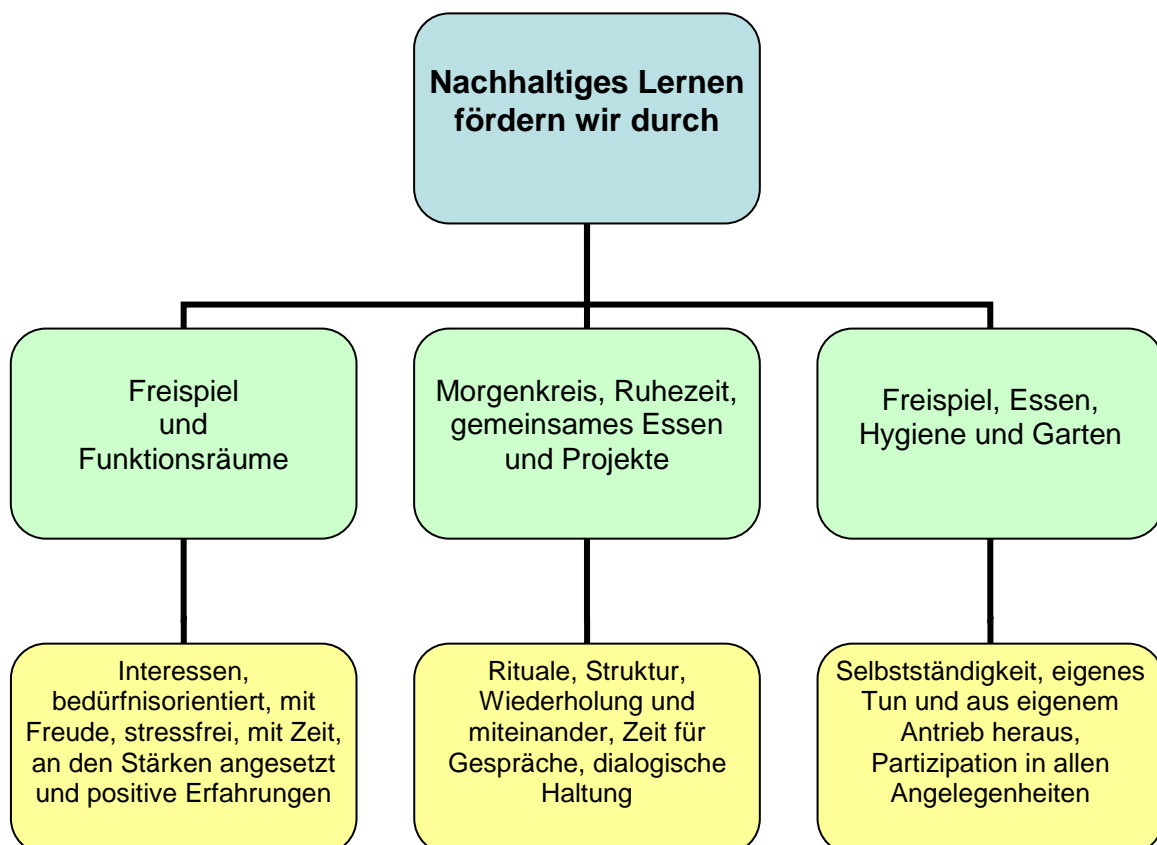 Nachhaltiges Lernen
fördern wir durch
Freispiel
und
Funktionsräume
Morgenkreis, Ruhezeit,
gemeinsames Essen
und Projekte
Freispiel, Essen,
Hygiene und Garten
Interessen,
bedürfnisorientiert, mit
Freude, stressfrei, mit Zeit,
an den Stärken angesetzt
und positive Erfahrungen
Rituale, Struktur,
Wiederholung und
miteinander, Zeit für
Gespräche, dialogische
Haltung
Selbstständigkeit, eigenes
Tun und aus eigenem
Antrieb heraus,
Partizipation in allen
Angelegenheiten